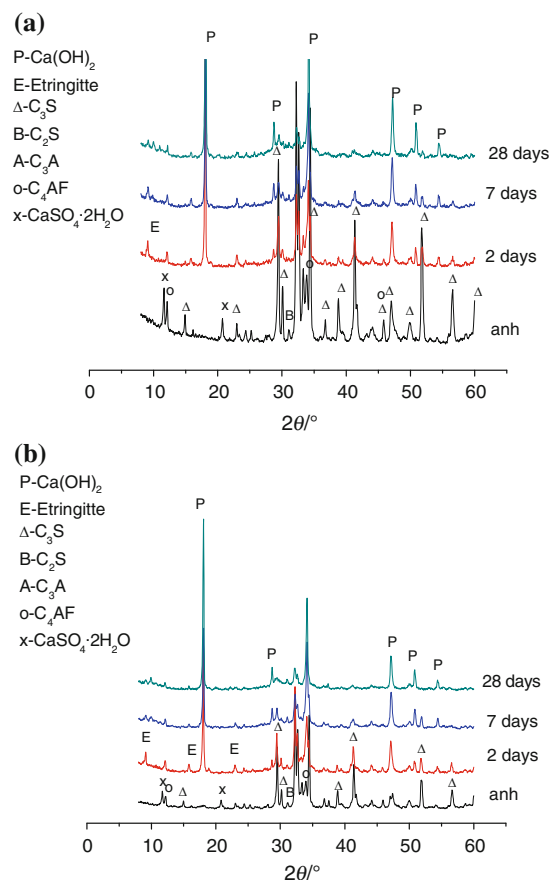 (a)
P-Ca(OH)₂
E-Etringitte
Δ-C₃S
B-C₂S
A-C₃A
o-C₄AF
x-CaSO₄·2H₂O
P
P
P
P
P
P
Δ
28 days
7 days
E
Δ
Δ
Δ
2 days
x
o
Δ
x
Δ
Δ
B
o
Δ
Δ
o
Δ
Δ
Δ
Δ
anh
0 10 20 30 40 50 60
2θ/°
(b)
P-Ca(OH)₂
E-Etringitte
Δ-C₃S
B-C₂S
A-C₃A
o-C₄AF
x-CaSO₄·2H₂O
P
P
P
P
P
28 days
7 days
E
E
E
Δ
Δ
Δ
2 days
x
o
Δ
x
Δ
B
o
Δ
Δ
anh
0 10 20 30 40 50 60
2θ/°